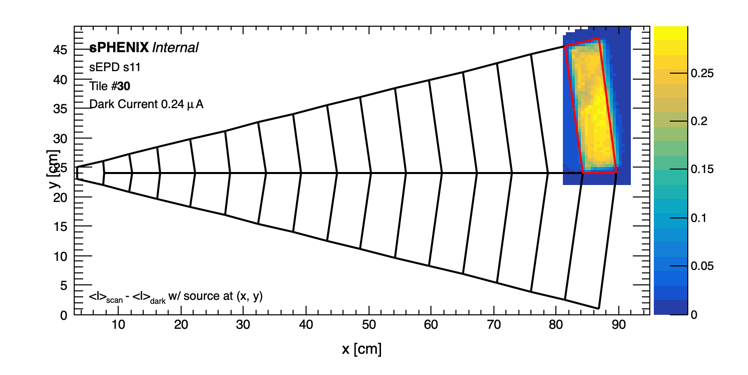 sPHENIX Internal
sEPD s11
Tile #30
Dark Current 0.24 μA
<I>scan - <I>dark w/ source at (x, y)
y [cm]
45
40
35
30
25
20
15
10
5
0
10 20 30 40 50 60 70 80 90
x [cm]
0.25
0.2
0.15
0.1
0.05
0